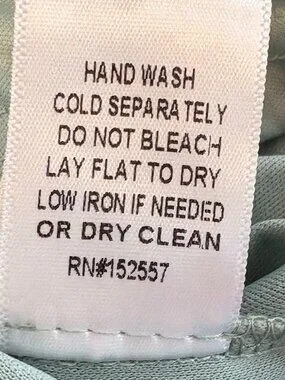 HAND WASH
COLD SEPARATELY
DO NOT BLEACH
LAY FLAT TO DRY
LOW IRON IF NEEDED
OR DRY CLEAN
RN#152557